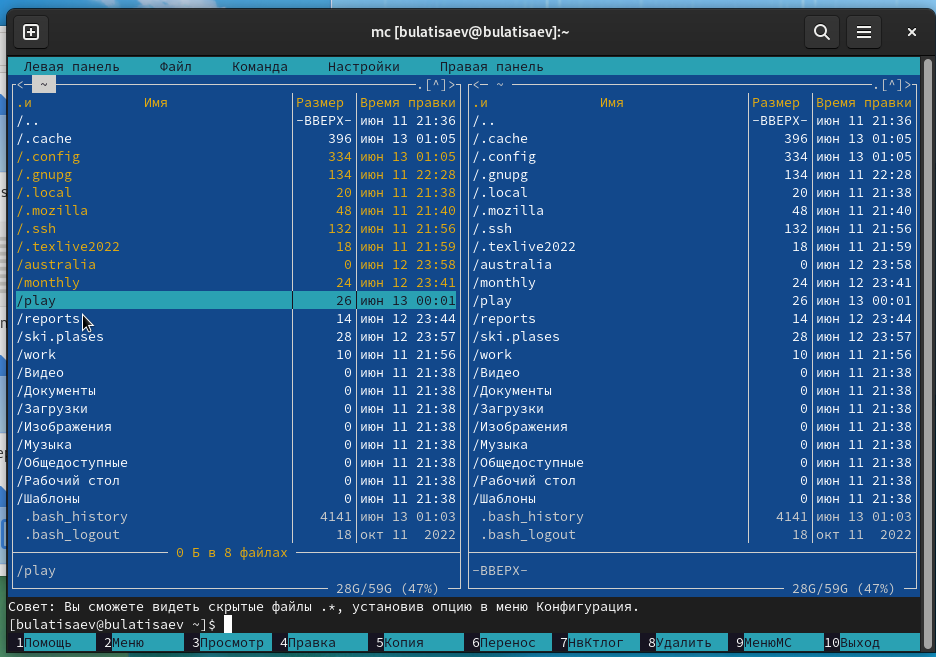 mc [bulatisaev@bulatisaev]:~
Левая панель Файл Команда Настройки Правая панель
<─ ~ .[^]> <─ ~ .[^]>
.и Имя Размер Время правки .и Имя Размер Время правки
/.. -ВВЕРХ- июн 11 21:36 /.. -ВВЕРХ- июн 11 21:36
/.cache 396 июн 13 01:05 /.cache 396 июн 13 01:05
/.config 334 июн 13 01:05 /.config 334 июн 13 01:05
/.gnupg 134 июн 11 22:28 /.gnupg 134 июн 11 22:28
/.local 20 июн 11 21:38 /.local 20 июн 11 21:38
/.mozilla 48 июн 11 21:40 /.mozilla 48 июн 11 21:40
/.ssh 132 июн 11 21:56 /.ssh 132 июн 11 21:56
/.texlive2022 18 июн 11 21:59 /.texlive2022 18 июн 11 21:59
/australia 0 июн 12 23:58 /australia 0 июн 12 23:58
/monthly 24 июн 12 23:41 /monthly 24 июн 12 23:41
/play 26 июн 13 00:01 /play 26 июн 13 00:01
/reports 14 июн 12 23:44 /reports 14 июн 12 23:44
/ski.plases 28 июн 12 23:57 /ski.plases 28 июн 12 23:57
/work 10 июн 11 21:56 /work 10 июн 11 21:56
/Видео 0 июн 11 21:38 /Видео 0 июн 11 21:38
/Документы 0 июн 11 21:38 /Документы 0 июн 11 21:38
/Загрузки 0 июн 11 21:38 /Загрузки 0 июн 11 21:38
/Изображения 0 июн 11 21:38 /Изображения 0 июн 11 21:38
/Музыка 0 июн 11 21:38 /Музыка 0 июн 11 21:38
/Общедоступные 0 июн 11 21:38 /Общедоступные 0 июн 11 21:38
/Рабочий стол 0 июн 11 21:38 /Рабочий стол 0 июн 11 21:38
/Шаблоны 0 июн 11 21:38 /Шаблоны 0 июн 11 21:38
.bash_history 4141 июн 13 01:03 .bash_history 4141 июн 13 01:03
.bash_logout 18 окт 11 2022 .bash_logout 18 окт 11 2022
0 Б в 8 файлах
/play -ВВЕРХ-
28G/59G (47%) 28G/59G (47%)
Совет: Вы сможете видеть скрытые файлы .*, установив опцию в меню Конфигурация.
[bulatisaev@bulatisaev ~]$
1Помощь 2Меню 3Просмотр 4Правка 5Копия 6Перенос 7НвКтлог 8Удалить 9МенюМС 10Выход